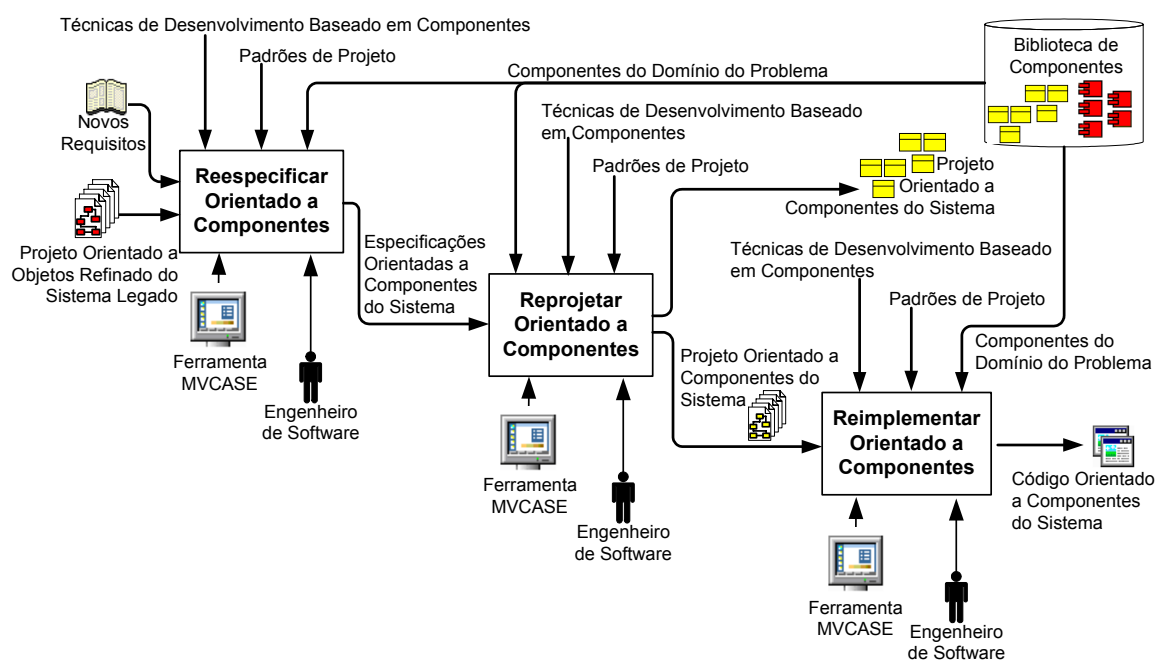 Técnicas de Desenvolvimento Baseado em Componentes
Padrões de Projeto
Componentes do Domínio do Problema
Biblioteca de
Componentes
Novos
Requisitos
Técnicas de Desenvolvimento Baseado
em Componentes
Padrões de Projeto
Projeto
Orientado a
Componentes do Sistema
Reespecificar
Orientado a
Componentes
Projeto Orientado a
Objetos Refinado do
Sistema Legado
Especificações
Orientadas a
Componentes
do Sistema
Técnicas de Desenvolvimento Baseado
em Componentes
Padrões de Projeto
Componentes do
Domínio do Problema
Reprojetar
Orientado a
Componentes
Ferramenta
MVCASE
Engenheiro
de Software
Projeto Orientado a
Componentes do
Sistema
Reimplementar
Orientado a
Componentes
Código Orientado
a Componentes
do Sistema
Ferramenta
MVCASE
Engenheiro
de Software
Ferramenta
MVCASE
Engenheiro
de Software